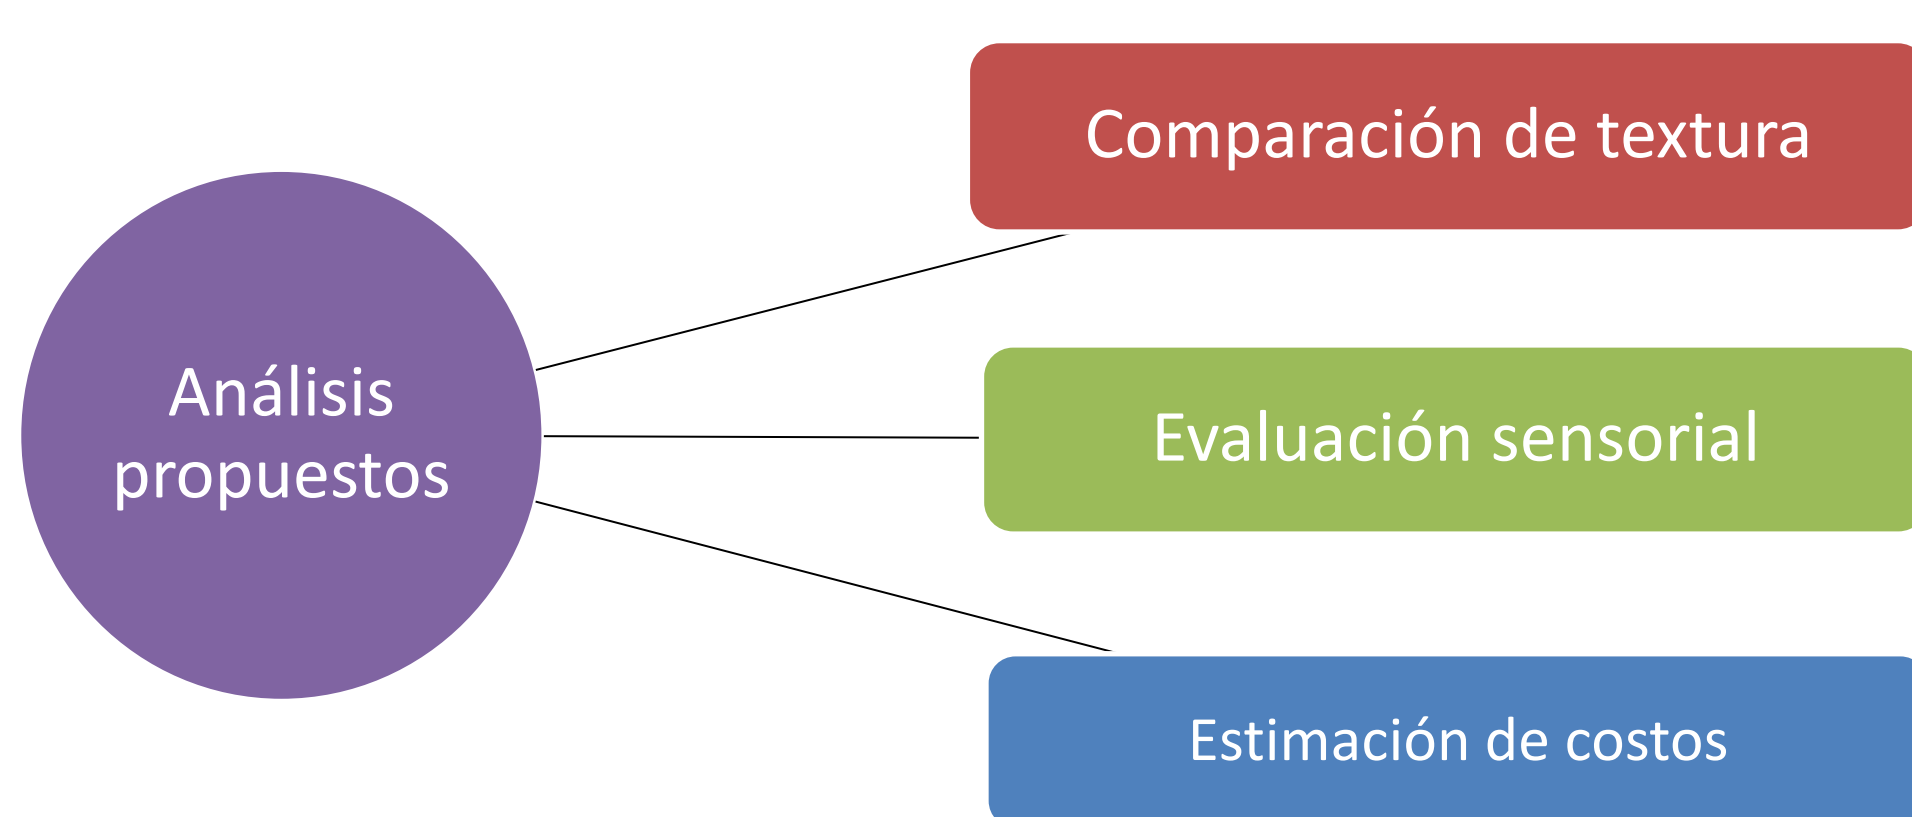 Análisis
propuestos
Comparación de textura
Evaluación sensorial
Estimación de costos